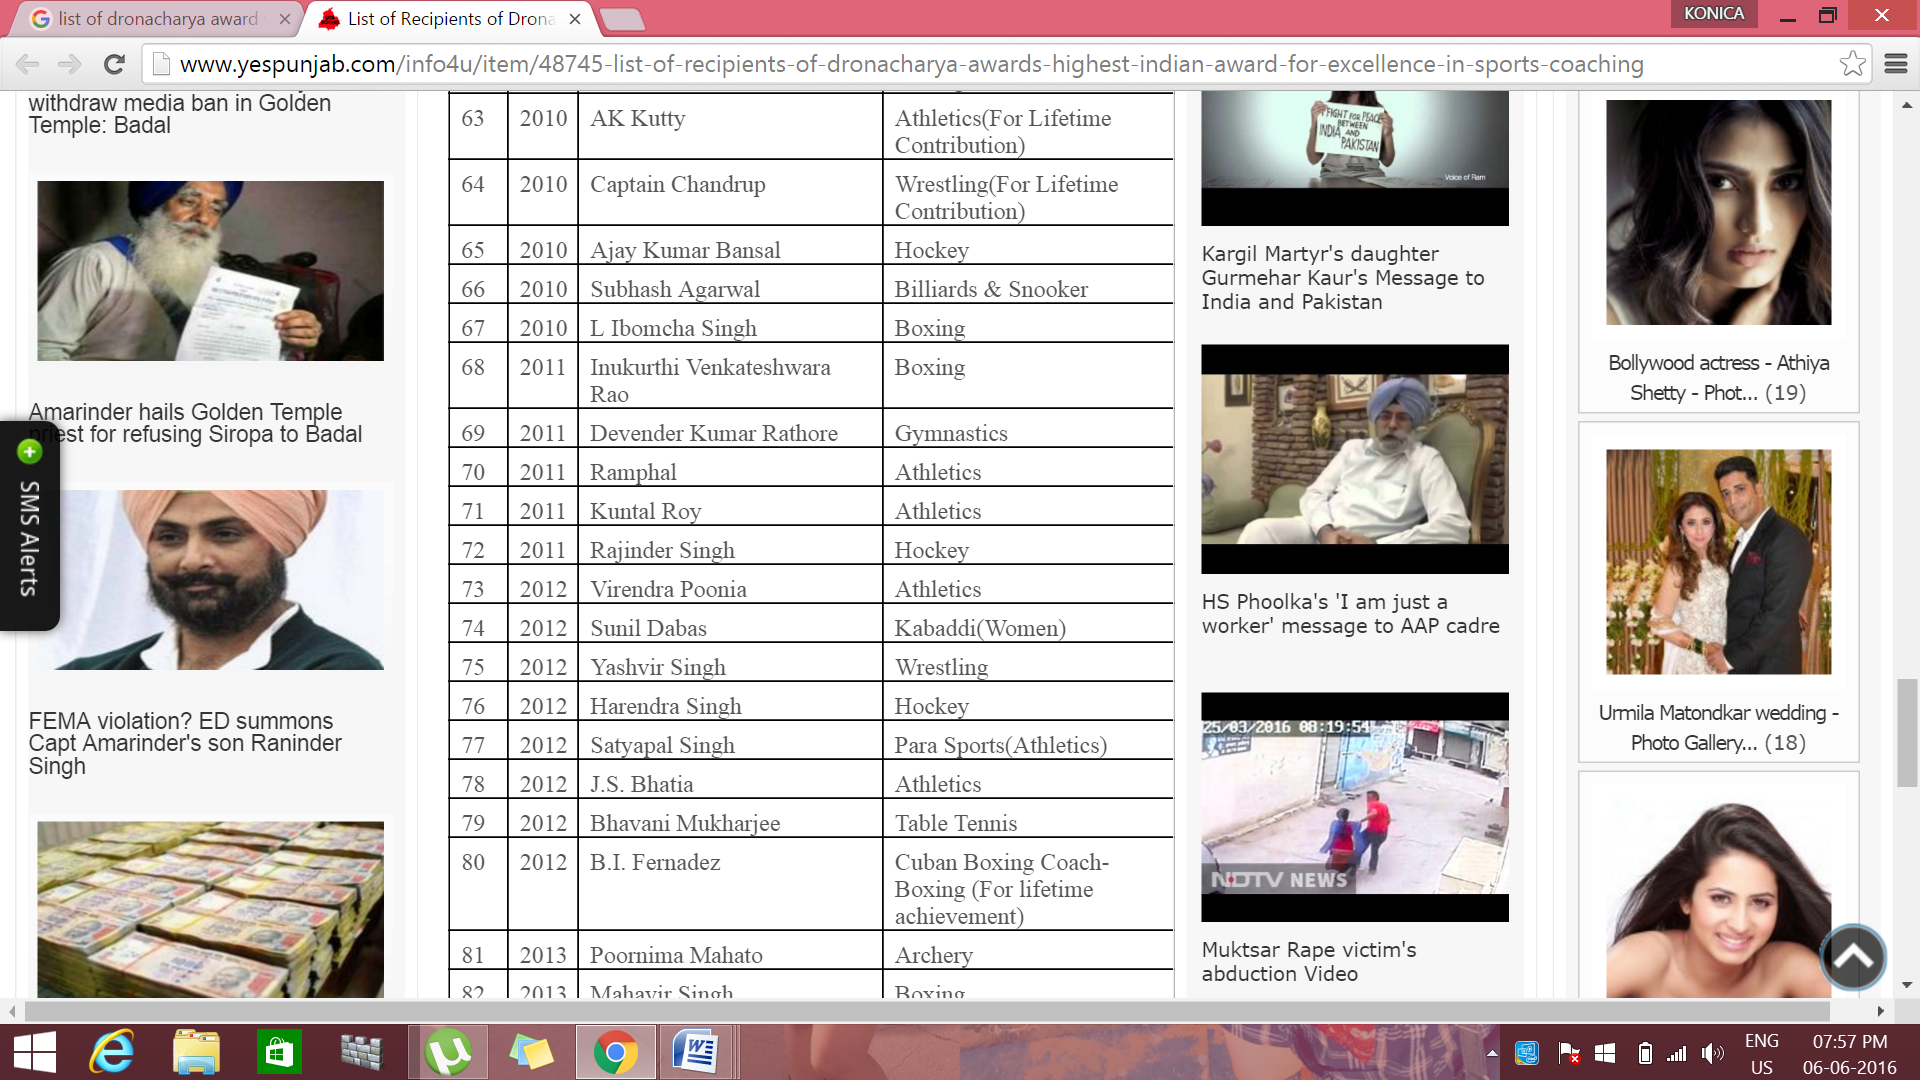 list of dronacharya award
List of Recipients of Drona
KONICA
www.yespunjab.com/info4u/item/48745-list-of-recipients-of-dronacharya-awards-highest-indian-award-for-excellence-in-sports-coaching
withdraw media ban in Golden
Temple: Badal
Amarinder hails Golden Temple
priest for refusing Siropa to Badal
FEMA violation? ED summons
Capt Amarinder's son Raninder
Singh
SMS Alerts
63 2010 AK Kutty Athletics(For Lifetime
Contribution)
64 2010 Captain Chandrup Wrestling(For Lifetime
Contribution)
65 2010 Ajay Kumar Bansal Hockey
66 2010 Subhash Agarwal Billiards & Snooker
67 2010 L Ibomcha Singh Boxing
68 2011 Inukurthi Venkateshwara Boxing
Rao
69 2011 Devender Kumar Rathore Gymnastics
70 2011 Ramphal Athletics
71 2011 Kuntal Roy Athletics
72 2011 Rajinder Singh Hockey
73 2012 Virendra Poonia Athletics
74 2012 Sunil Dabas Kabaddi(Women)
75 2012 Yashvir Singh Wrestling
76 2012 Harendra Singh Hockey
77 2012 Satyapal Singh Para Sports(Athletics)
78 2012 J.S. Bhatia Athletics
79 2012 Bhavani Mukharjee Table Tennis
80 2012 B.I. Fernadez Cuban Boxing Coach-
Boxing (For lifetime
achievement)
81 2013 Poornima Mahato Archery
82 2013 Mahavir Singh Boxing
I FIGHT FOR PEACE
BETWEEN
INDIA AND
PAKISTAN
Voice of Ram
Kargil Martyr's daughter
Gurmehar Kaur's Message to
India and Pakistan
HS Phoolka's 'I am just a
worker' message to AAP cadre
25/03/2016 08:19:54
NDTV NEWS
Muktsar Rape victim's
abduction Video
Bollywood actress - Athiya
Shetty - Phot... (19)
Urmila Matondkar wedding -
Photo Gallery... (18)
ENG
US
07:57 PM
06-06-2016